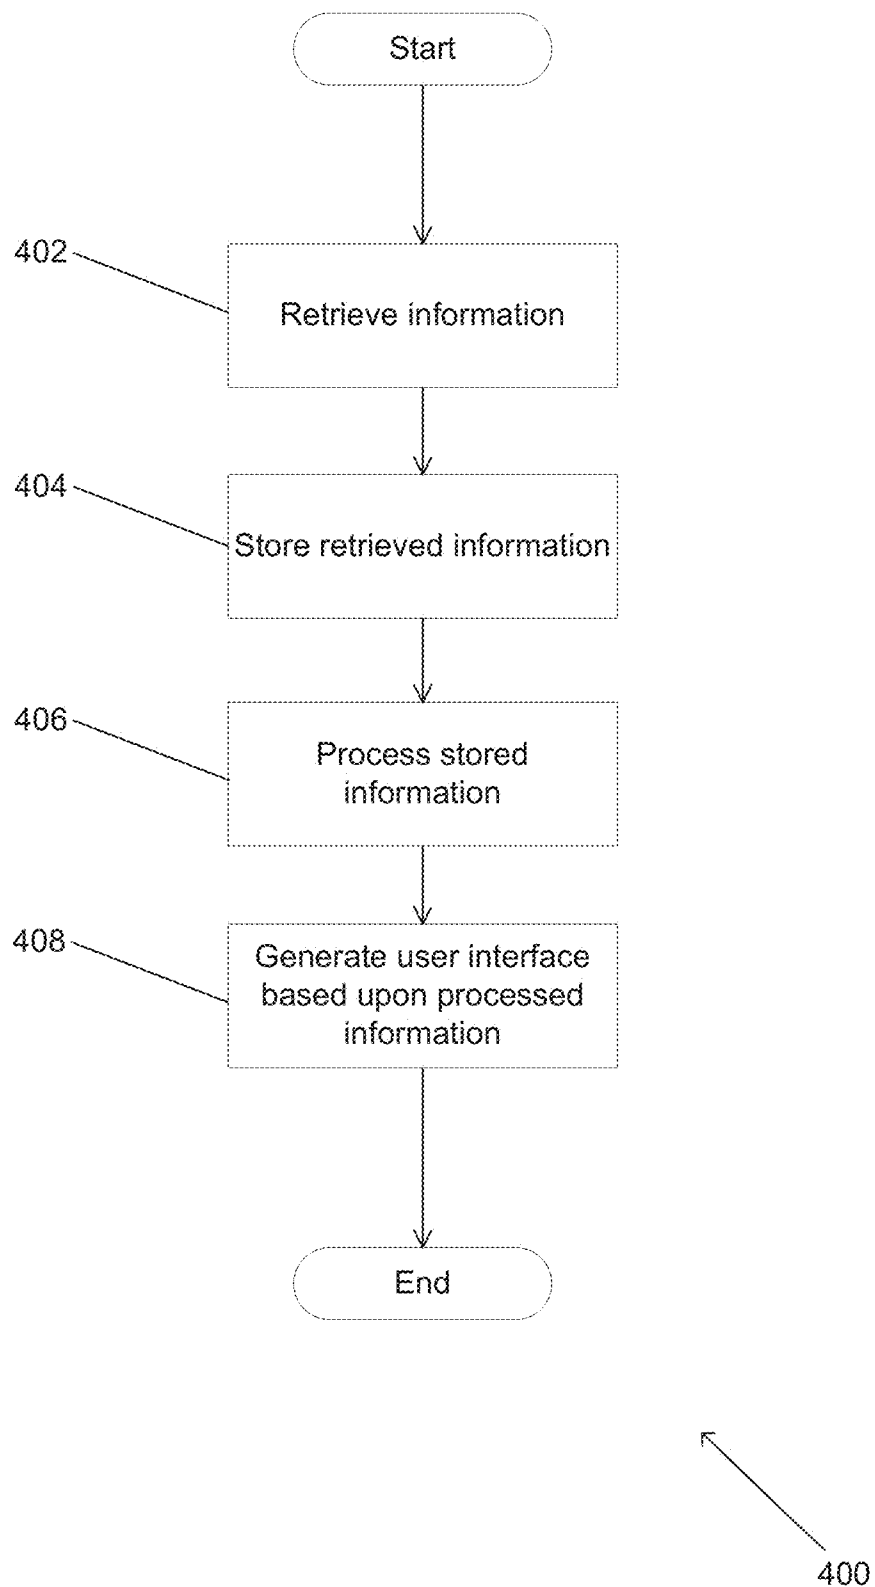 Start
402
Retrieve information
404
Store retrieved information
406
Process stored
information
408
Generate user interface
based upon processed
information
End
400